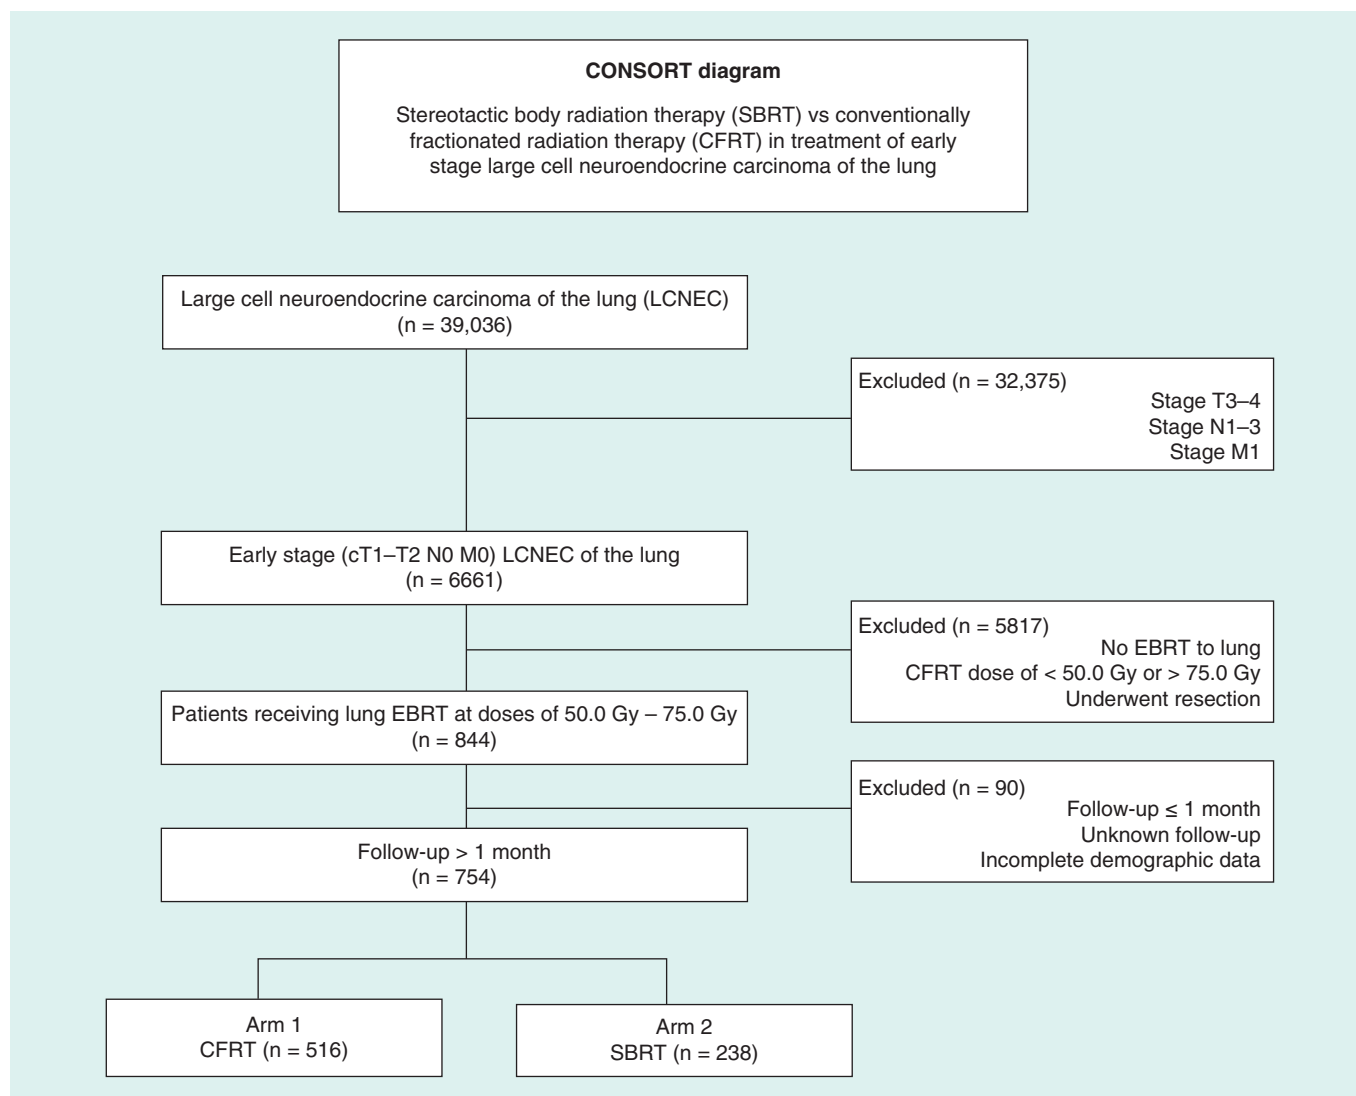 CONSORT diagram
Stereotactic body radiation therapy (SBRT) vs conventionally
fractionated radiation therapy (CFRT) in treatment of early
stage large cell neuroendocrine carcinoma of the lung
Large cell neuroendocrine carcinoma of the lung (LCNEC)
(n = 39,036)
Excluded (n = 32,375)
Stage T3–4
Stage N1–3
Stage M1
Early stage (cT1–T2 N0 M0) LCNEC of the lung
(n = 6661)
Excluded (n = 5817)
No EBRT to lung
CFRT dose of < 50.0 Gy or > 75.0 Gy
Underwent resection
Patients receiving lung EBRT at doses of 50.0 Gy – 75.0 Gy
(n = 844)
Excluded (n = 90)
Follow-up ≤ 1 month
Unknown follow-up
Incomplete demographic data
Follow-up > 1 month
(n = 754)
Arm 1
CFRT (n = 516)
Arm 2
SBRT (n = 238)